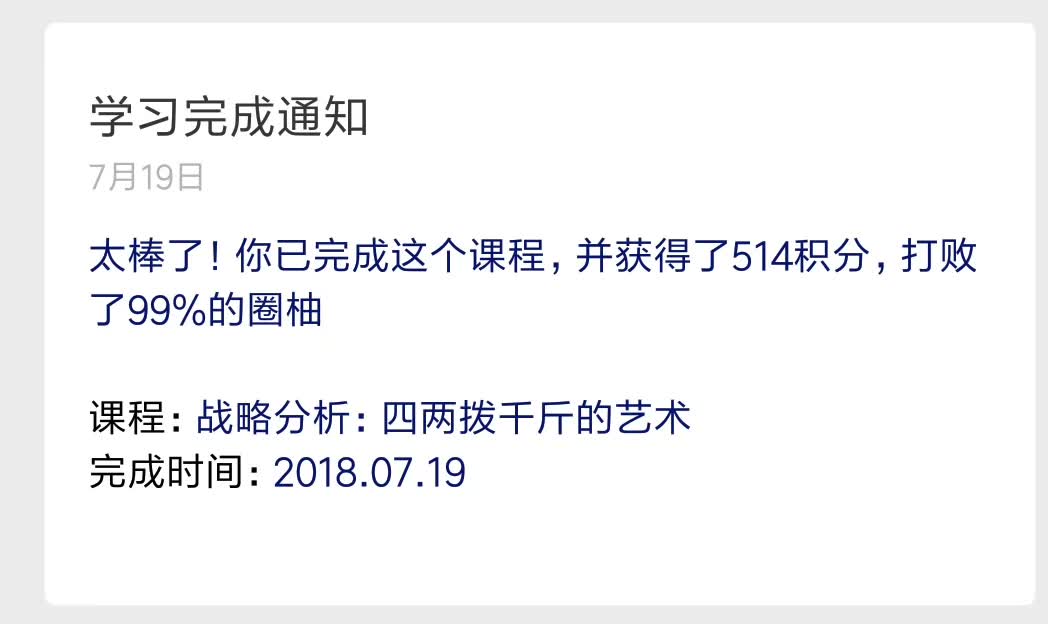 学习完成通知
7月19日
太棒了！你已完成这个课程，并获得了514积分，打败
了99%的圈柚
课程：战略分析：四两拨千斤的艺术
完成时间：2018.07.19